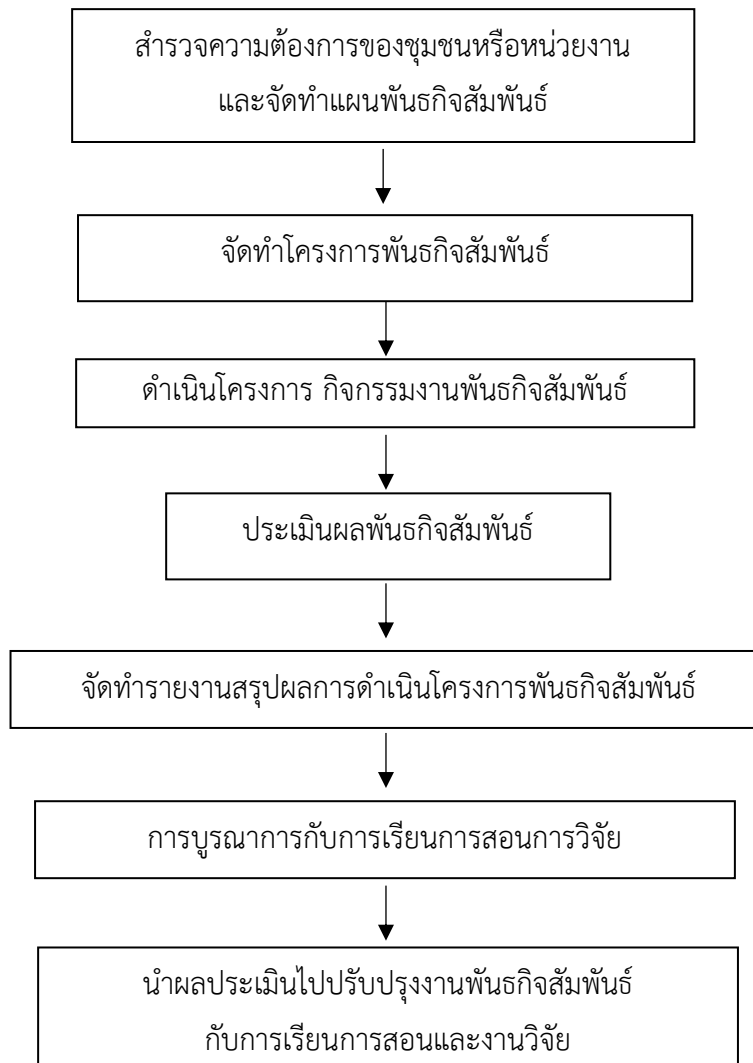 สำรวจความต้องการของชุมชนหรือหน่วยงาน
และจัดทำแผนพันธกิจสัมพันธ์
จัดทำโครงการพันธกิจสัมพันธ์
ดำเนินโครงการ กิจกรรมงานพันธกิจสัมพันธ์
ประเมินผลพันธกิจสัมพันธ์
จัดทำรายงานสรุปผลการดำเนินโครงการพันธกิจสัมพันธ์
การบูรณาการกับการเรียนการสอนการวิจัย
นำผลประเมินไปปรับปรุงงานพันธกิจสัมพันธ์
กับการเรียนการสอนและงานวิจัย